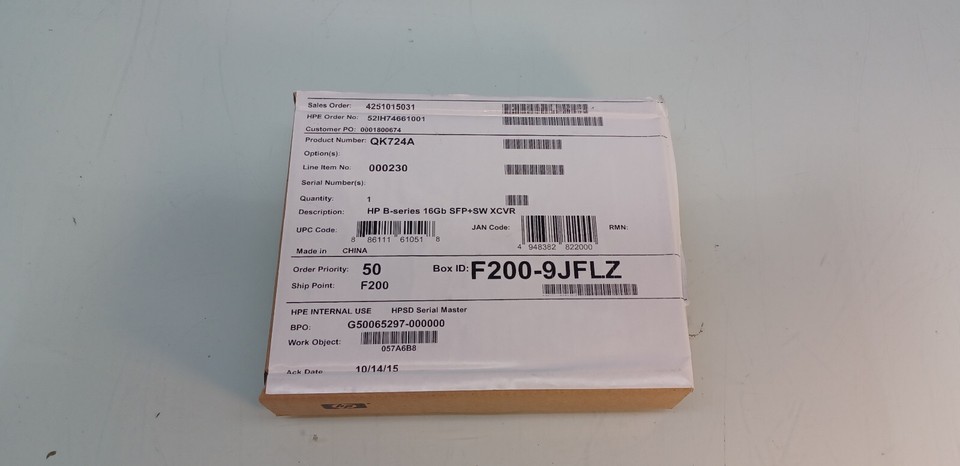 Sales Order: 4251015031
HPE Order No: 52IH74661001
Customer PO: 0001800674
Product Number: QK724A
Option(s):
Line Item No: 000230
Serial Number(s):
Quantity: 1
Description: HP B-series 16Gb SFP+SW XCVR
UPC Code: 8 86111 61051 8 JAN Code: 4 948382 822000 RMN:
Made in CHINA
Order Priority: 50 Box ID: F200-9JFLZ
Ship Point: F200
HPE INTERNAL USE HPSD Serial Master
BPO: G50065297-000000
Work Object: 057A6B8
Ack Date 10/14/15
hp